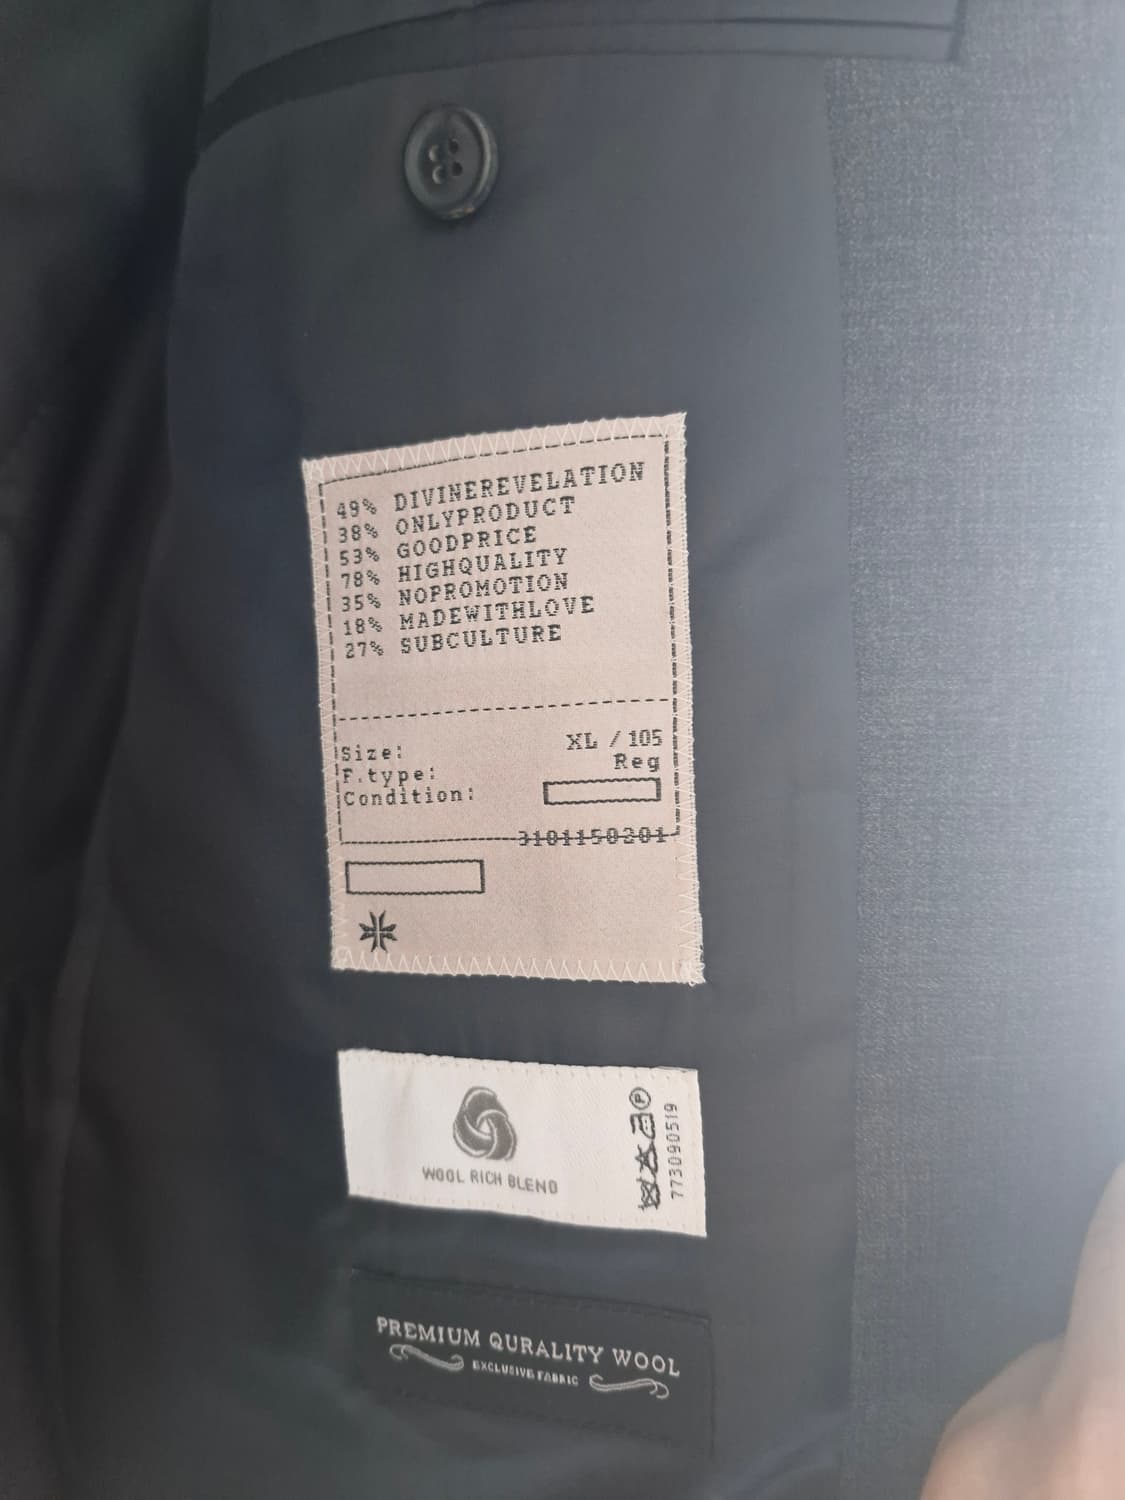 49% DIVINEREVELATION
38% ONLYPRODUCT
53% GOODPRICE
78% HIGHQUALITY
35% NOPROMOTION
18% MADEWITHLOVE
27% SUBCULTURE
Size: XL / 105
F.type: Reg
Condition:
3101150201
WOOL RICH BLEND
P
773090519
PREMIUM QURALITY WOOL
EXCLUSIVE FABRIC